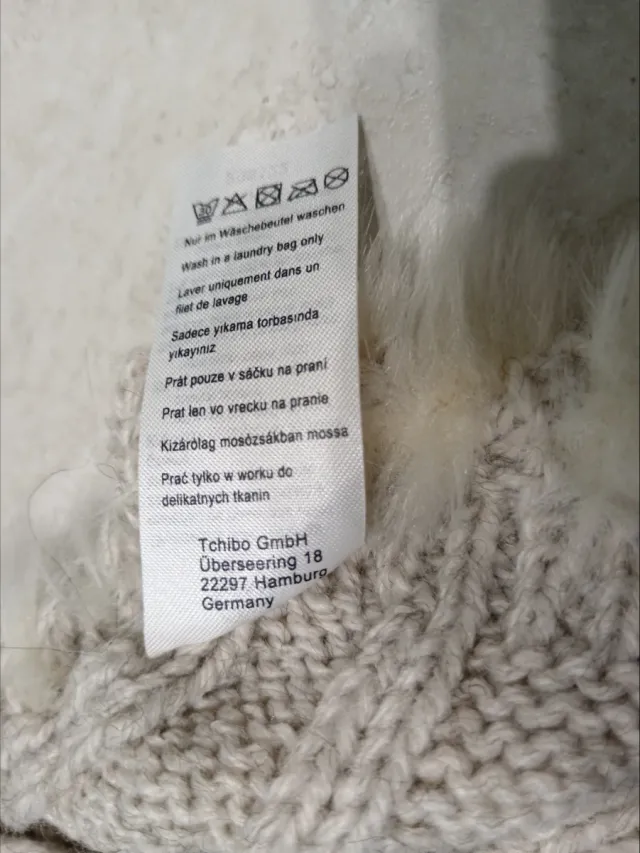 30
Nur im Wäschebeutel waschen
Wash in a laundry bag only
Laver uniquement dans un
filet de lavage
Sadece yıkama torbasında
yıkayınız
Prát pouze v sáčku na praní
Prat len vo vrecku na pranie
Kizárólag mosózsákban mossa
Prać tylko w worku do
delikatnych tkanin
Tchibo GmbH
Überseering 18
22297 Hamburg
Germany